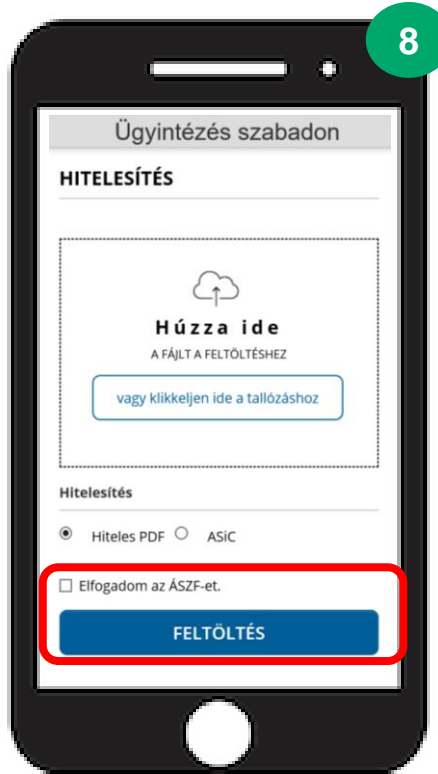 8
Ügyintézés szabadon
HITELESÍTÉS
Húzza ide
A FÁJLT A FELTÖLTÉSHEZ
vagy klikkeljen ide a tallózáshoz
Hitelesítés
Hiteles PDF ASiC
Elfogadom az ÁSZF-et.
FELTÖLTÉS